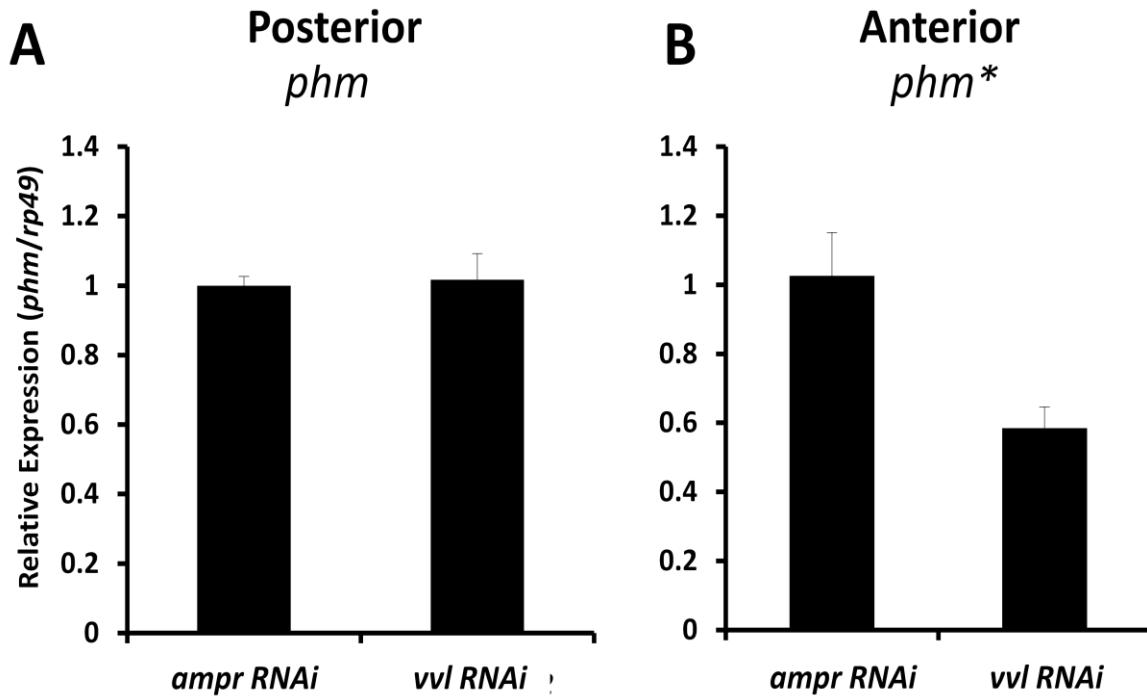 A
Posterior
phm
Relative Expression (phm/rp49)
1.4
1.2
1
0.8
0.6
0.4
0.2
0
ampr RNAi
vvl RNAi
B
Anterior
phm*
1.4
1.2
1
0.8
0.6
0.4
0.2
0
ampr RNAi
vvl RNAi